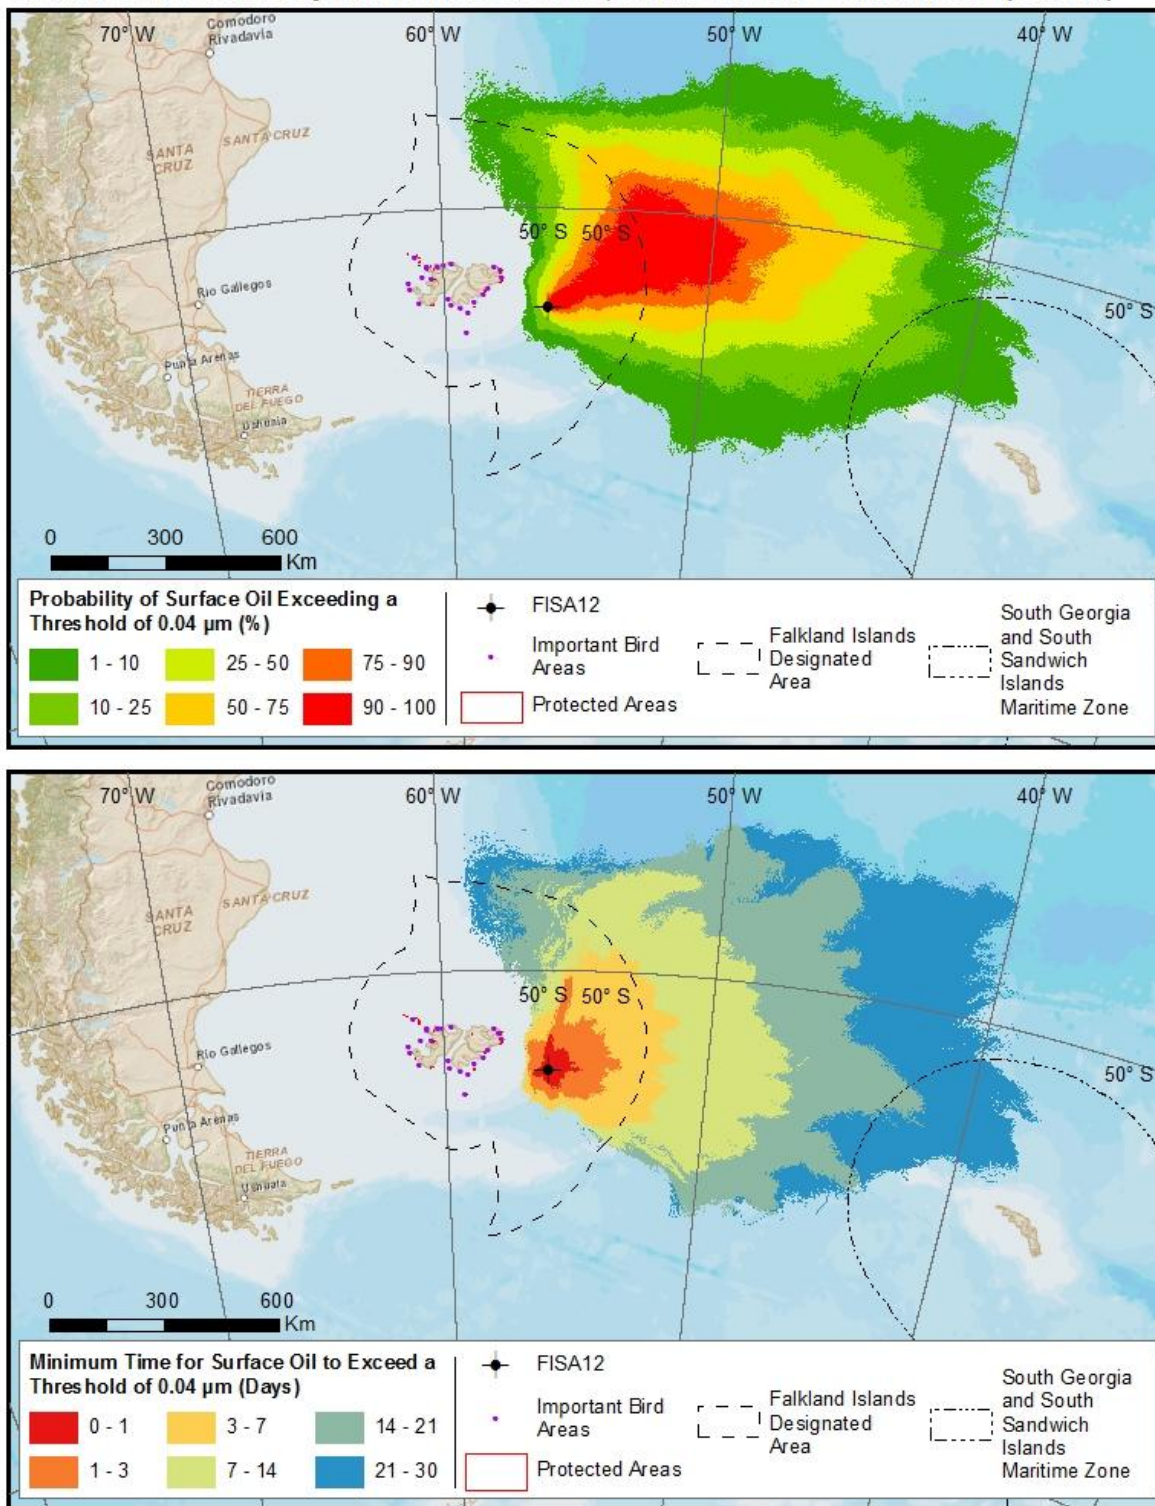 70° W
60° W
50° W
40° W
Comodoro
Rivadavia
SANTA CRUZ
SANTA
CRUZ
50° S 50° S
Rio Gallegos
50° S
Punta Arenas
TIERRA
DEL FUEGO
Ushuaia
0 300 600
Km
Probability of Surface Oil Exceeding a
Threshold of 0.04 µm (%)
1 - 10
25 - 50
75 - 90
10 - 25
50 - 75
90 - 100
FISA12
Important Bird
Areas
Protected Areas
Falkland Islands
Designated
Area
South Georgia
and South
Sandwich
Islands
Maritime Zone
70° W
60° W
50° W
40° W
Comodoro
Rivadavia
SANTA CRUZ
SANTA
CRUZ
50° S 50° S
Rio Gallegos
50° S
Punta Arenas
TIERRA
DEL FUEGO
Ushuaia
0 300 600
Km
Minimum Time for Surface Oil to Exceed a
Threshold of 0.04 µm (Days)
0 - 1
3 - 7
14 - 21
1 - 3
7 - 14
21 - 30
FISA12
Important Bird
Areas
Protected Areas
Falkland Islands
Designated
Area
South Georgia
and South
Sandwich
Islands
Maritime Zone